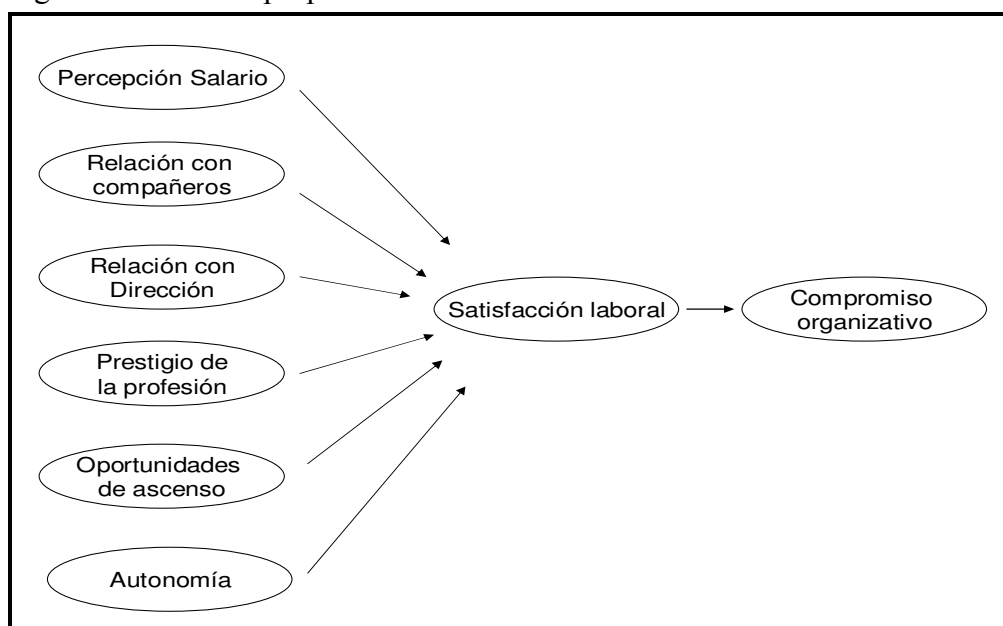 Percepción Salario
Relación con
compañeros
Relación con
Dirección
Prestigio de
la profesión
Oportunidades
de ascenso
Autonomía
Satisfacción laboral
Compromiso
organizativo